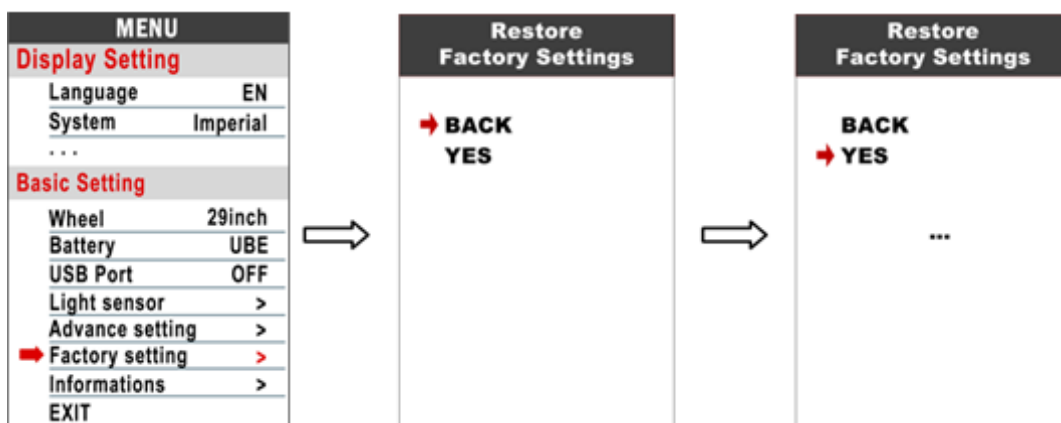 MENU
Display Setting
Language EN
System Imperial
. . .
Basic Setting
Wheel 29inch
Battery UBE
USB Port OFF
Light sensor >
Advance setting >
Factory setting >
Informations >
EXIT
Restore
Factory Settings
BACK
YES
Restore
Factory Settings
BACK
YES
...